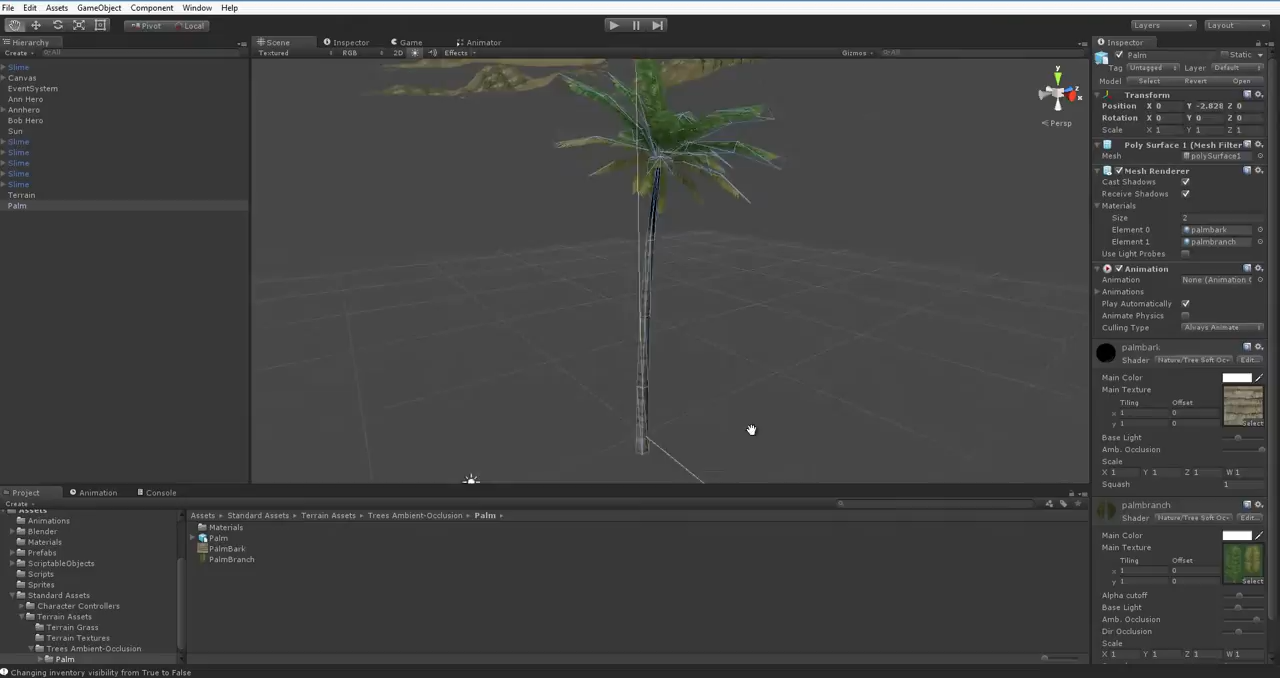 File Edit Assets GameObject Component Window Help
Pivot Local Layers Layout
Hierarchy Scene Inspector Game Animator Inspector
Create All Textured RGB 2D Effects Gizmos All Palm Static
Slime Tag Untagged Layer Default
Canvas Model Select Revert Open
EventSystem Transform
Ann Hero Position X 0 Y -2.828 Z 0
Annhero Rotation X 0 Y 0 Z 0
Bob Hero Scale X 1 Y 1 Z 1
Sun y z x Persp
Slime Poly Surface 1 (Mesh Filter
Slime Mesh polySurface1
Slime Mesh Renderer
Slime Cast Shadows
Slime Receive Shadows
Terrain Materials
Palm Size 2
Element 0 palmbark
Element 1 palmbranch
Use Light Probes
Animation
Animation None (Animation C
Animations
Play Automatically
Animate Physics
Culling Type Always Animate
palmbark
Shader Nature/Tree Soft Oc Edit...
Main Color
Main Texture
Tiling Offset
x 1 0
y 1 0
Select
Base Light
Amb. Occlusion
Scale
X 1 Y 1 Z 1 W 1
Squash 1
Project Animation Console
Create
palmbranch
Shader Nature/Tree Soft Oc Edit...
Assets Assets Standard Assets Terrain Assets Trees Ambient-Occlusion Palm
Animations Materials
Blender Palm
Materials PalmBark
Prefabs PalmBranch
ScriptableObjects
Scripts
Sprites
Standard Assets
Character Controllers
Terrain Assets
Terrain Grass
Terrain Textures
Trees Ambient-Occlusion
Palm
Main Color
Main Texture
Tiling Offset
x 1 0
y 1 0
Select
Alpha cutoff
Base Light
Amb. Occlusion
Dir Occlusion
Scale
X 1 Y 1 Z 1 W 1
Changing inventory visibility from True to False